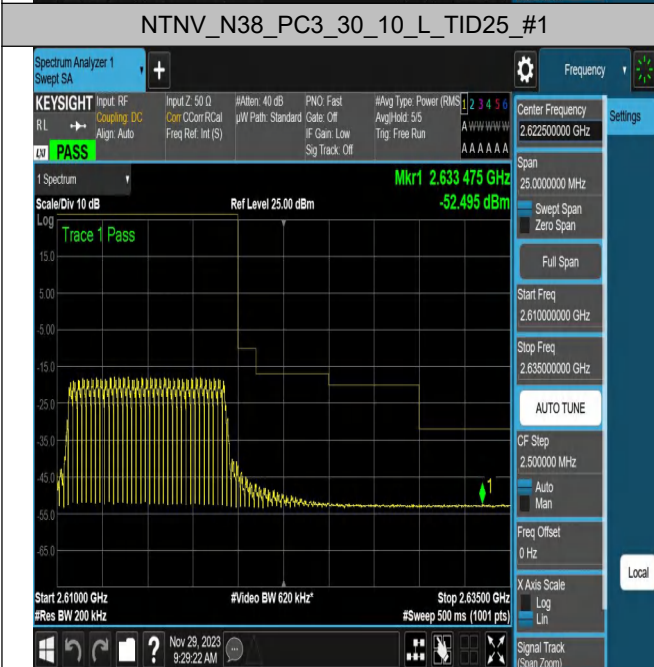 NTNV_N38_PC3_30_10_L_TID25_#1
Spectrum Analyzer 1
Swept SA
+
Frequency
Settings
KEYSIGHT
RL
LXI
PASS
Input: RF
Coupling: DC
Align: Auto
Input Z: 50 Ω
Corr CCorr RCal
Freq Ref: Int (S)
#Atten: 40 dB
µW Path: Standard
PNO: Fast
Gate: Off
IF Gain: Low
Sig Track: Off
#Avg Type: Power (RMS)
Avg|Hold: 5/5
Trig: Free Run
1 2 3 4 5 6
A W W W W W
A A A A A A
1 Spectrum
Mkr1 2.633 475 GHz
Scale/Div 10 dB
Ref Level 25.00 dBm
-52.495 dBm
Log
Trace 1 Pass
15.0
5.00
-5.00
-15.0
-25.0
-35.0
-45.0
1
-55.0
-65.0
Start 2.61000 GHz
#Video BW 620 kHz*
Stop 2.63500 GHz
#Res BW 200 kHz
#Sweep 500 ms (1001 pts)
Nov 29, 2023
9:29:22 AM
?
Center Frequency
2.622500000 GHz
Span
25.0000000 MHz
Swept Span
Zero Span
Full Span
Start Freq
2.610000000 GHz
Stop Freq
2.635000000 GHz
AUTO TUNE
CF Step
2.500000 MHz
Auto
Man
Freq Offset
0 Hz
X Axis Scale
Log
Lin
Signal Track
(Span Zoom)
Local